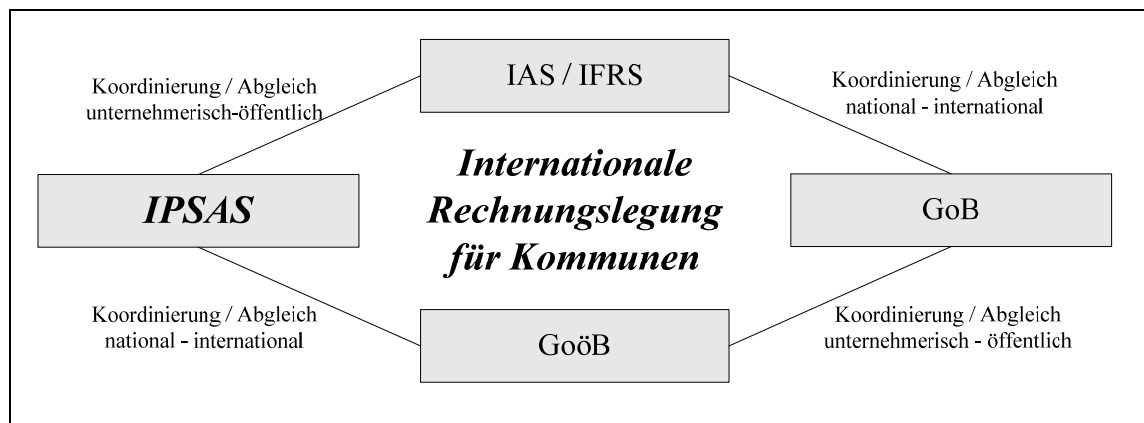 IAS / IFRS
Koordinierung / Abgleich
unternehmerisch-öffentlich
Koordinierung / Abgleich
national - international
Internationale
Rechnungslegung
für Kommunen
IPSAS
GoB
Koordinierung / Abgleich
national - international
GoöB
Koordinierung / Abgleich
unternehmerisch - öffentlich